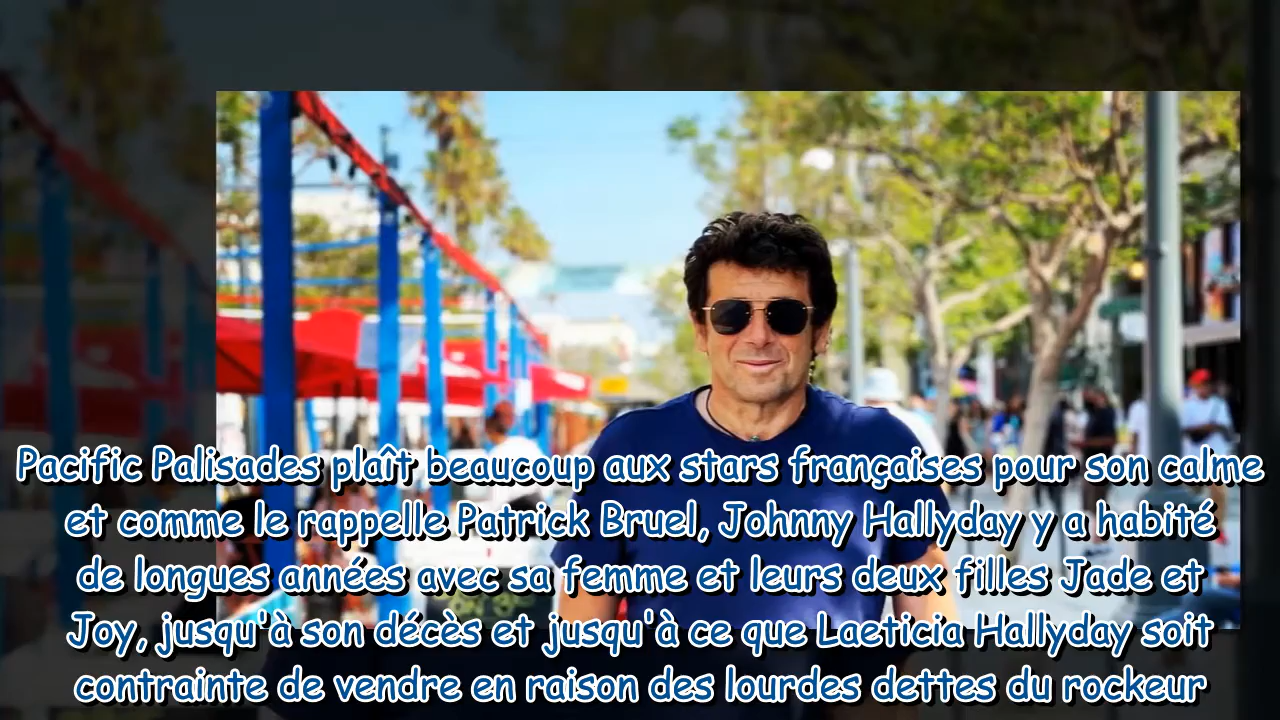 Pacific Palisades plaît beaucoup aux stars françaises pour son calme
et comme le rappelle Patrick Bruel, Johnny Hallyday y a habité
de longues années avec sa femme et leurs deux filles Jade et
Joy, jusqu'à son décès et jusqu'à ce que Laeticia Hallyday soit
contrainte de vendre en raison des lourdes dettes du rockeur